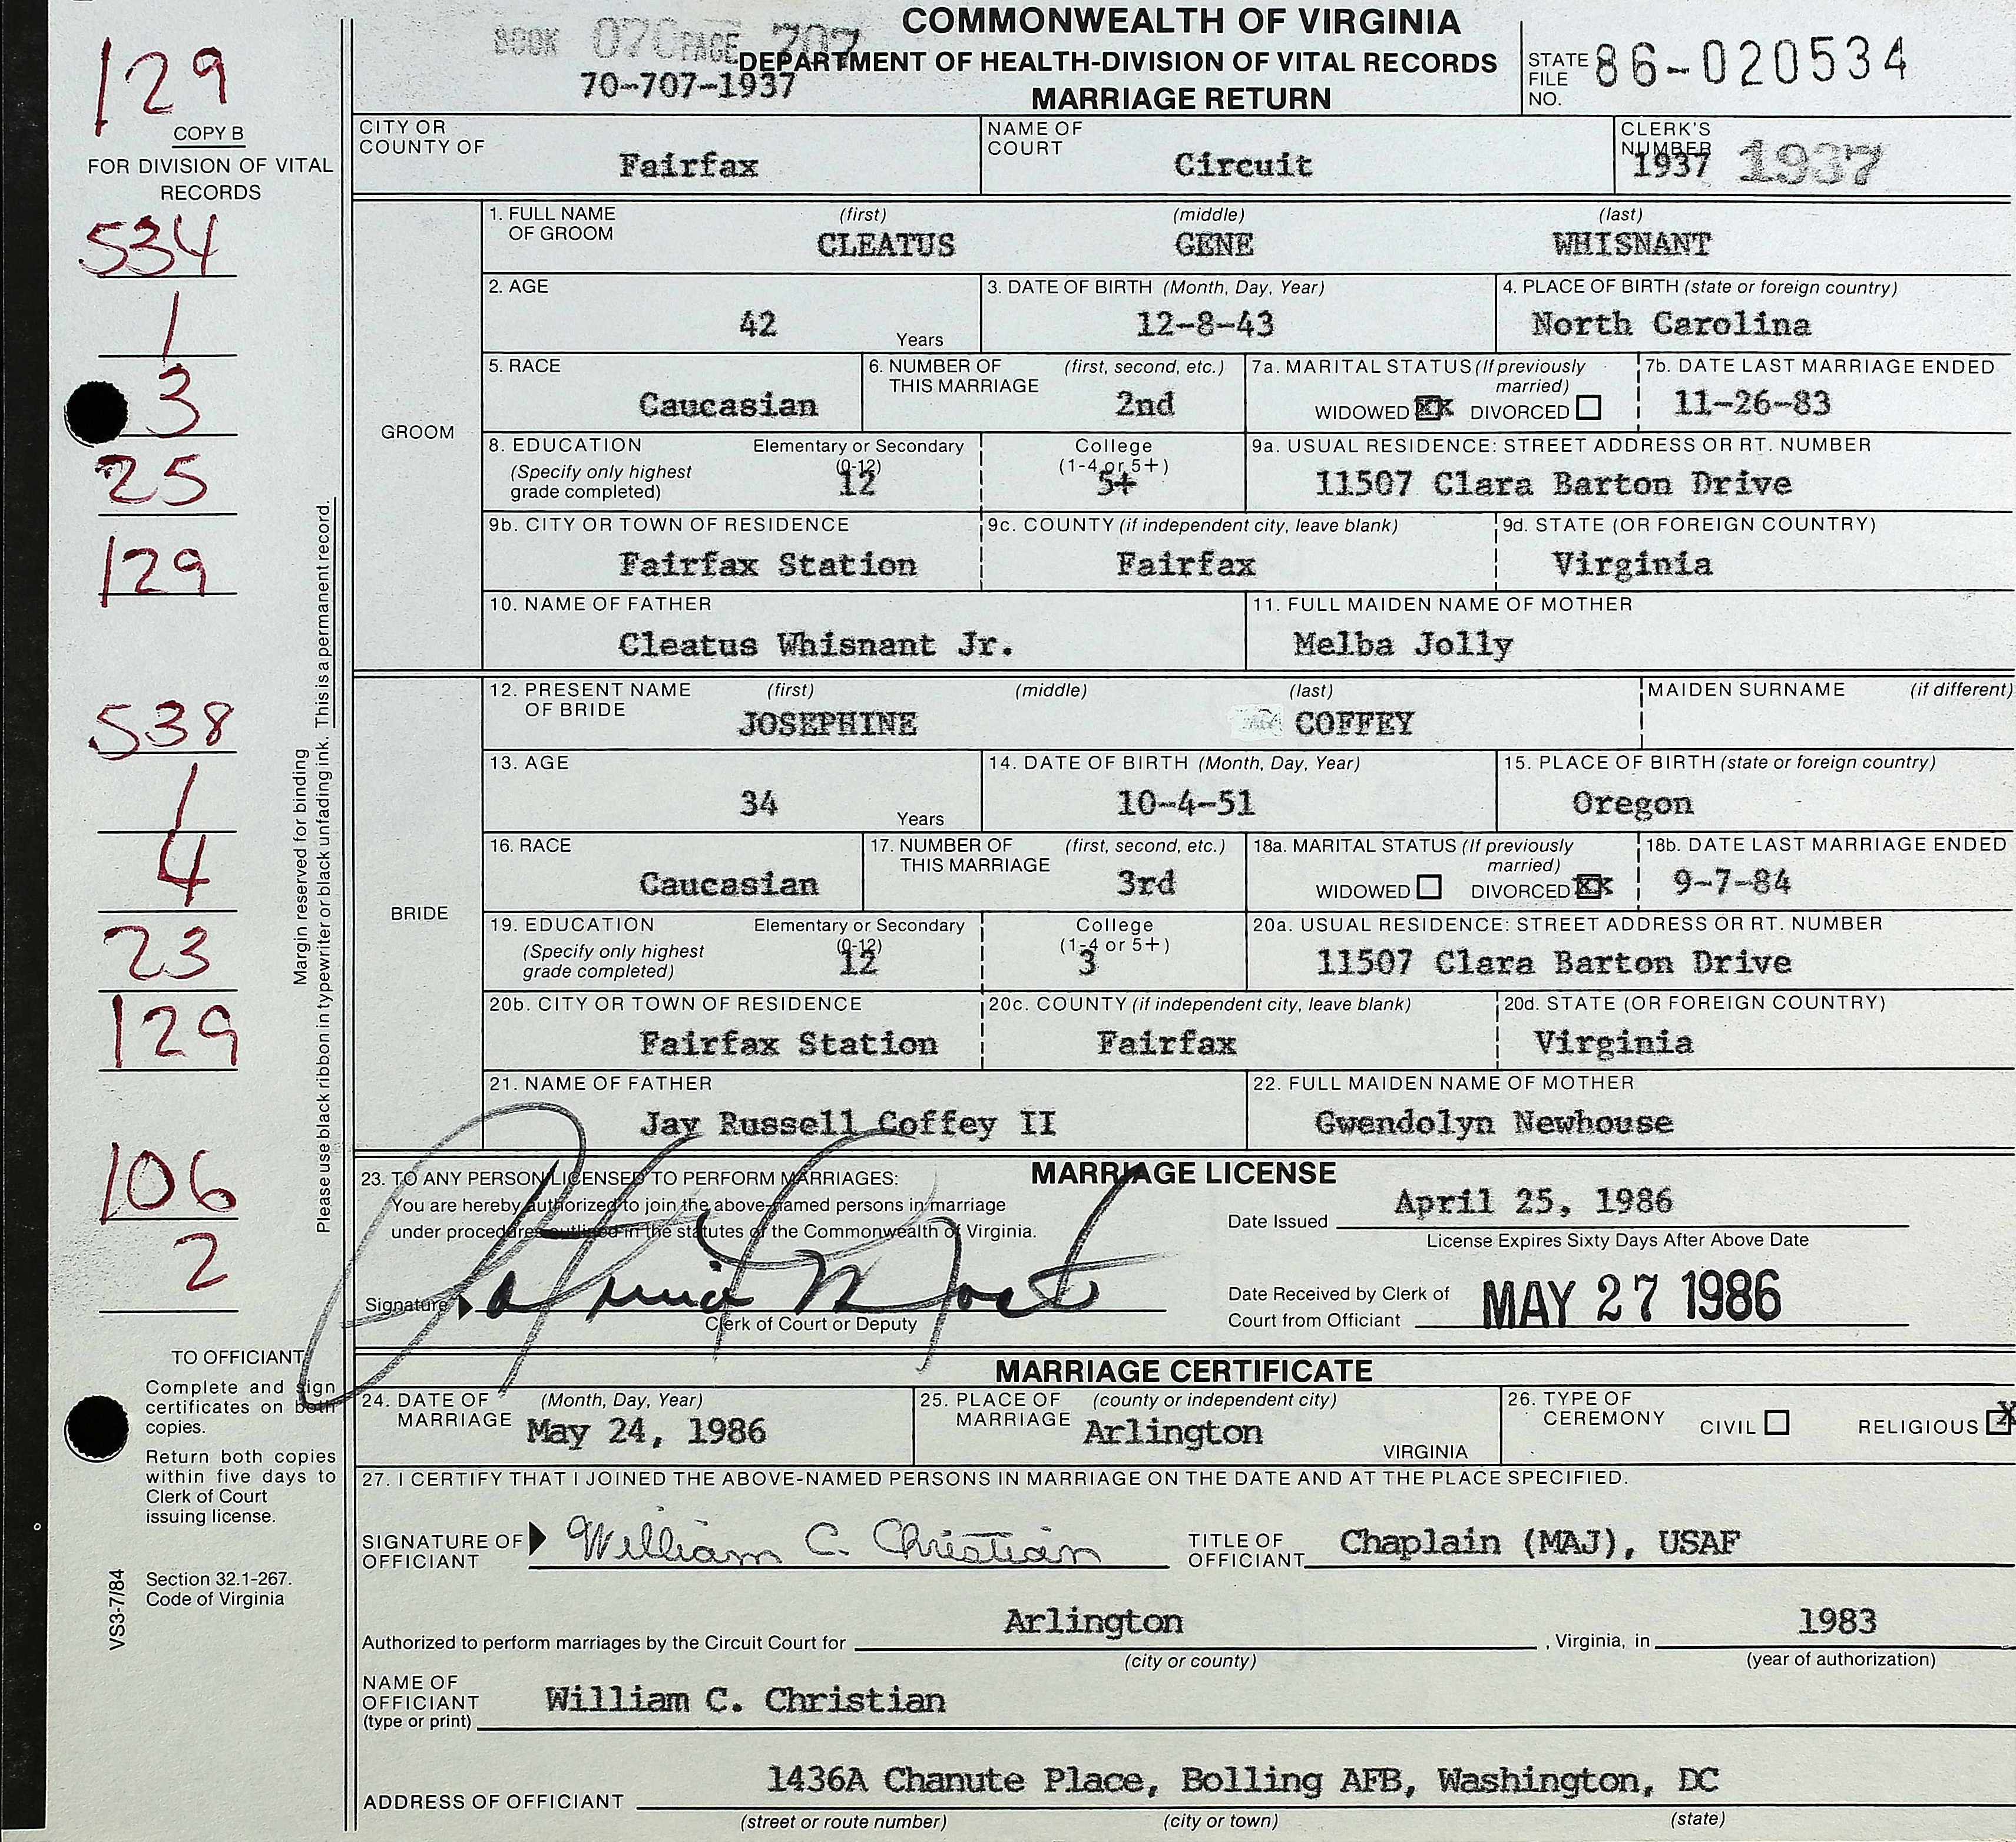 BOOK 070 PAGE 707
COMMONWEALTH OF VIRGINIA
DEPARTMENT OF HEALTH-DIVISION OF VITAL RECORDS
70-707-1937
MARRIAGE RETURN
STATE FILE NO. 86-020534
129
COPY B
FOR DIVISION OF VITAL RECORDS
534
1
3
25
129
538
1
4
23
129
106
2
Margin reserved for binding
Please use black ribbon in typewriter or black unfading ink. This is a permanent record.
TO OFFICIANT
Complete and sign
certificates on both
copies.
Return both copies
within five days to
Clerk of Court
issuing license.
Section 32.1-267.
Code of Virginia
VS3-7/84
CITY OR COUNTY OF Fairfax
NAME OF COURT Circuit
CLERK'S NUMBER 1937 1937
GROOM
1. FULL NAME OF GROOM (first) (middle) (last)
CLEATUS GENE WHISNANT
2. AGE 42 Years
3. DATE OF BIRTH (Month, Day, Year) 12-8-43
4. PLACE OF BIRTH (state or foreign country) North Carolina
5. RACE Caucasian
6. NUMBER OF THIS MARRIAGE (first, second, etc.) 2nd
7a. MARITAL STATUS (If previously married) WIDOWED XX DIVORCED
7b. DATE LAST MARRIAGE ENDED 11-26-83
8. EDUCATION (Specify only highest grade completed) Elementary or Secondary (0-12) 12 College (1-4 or 5+) 5+
9a. USUAL RESIDENCE: STREET ADDRESS OR RT. NUMBER 11507 Clara Barton Drive
9b. CITY OR TOWN OF RESIDENCE Fairfax Station
9c. COUNTY (if independent city, leave blank) Fairfax
9d. STATE (OR FOREIGN COUNTRY) Virginia
10. NAME OF FATHER Cleatus Whisnant Jr.
11. FULL MAIDEN NAME OF MOTHER Melba Jolly
BRIDE
12. PRESENT NAME OF BRIDE (first) (middle) (last) MAIDEN SURNAME (if different)
JOSEPHINE COFFEY
13. AGE 34 Years
14. DATE OF BIRTH (Month, Day, Year) 10-4-51
15. PLACE OF BIRTH (state or foreign country) Oregon
16. RACE Caucasian
17. NUMBER OF THIS MARRIAGE (first, second, etc.) 3rd
18a. MARITAL STATUS (If previously married) WIDOWED DIVORCED XX
18b. DATE LAST MARRIAGE ENDED 9-7-84
19. EDUCATION (Specify only highest grade completed) Elementary or Secondary (0-12) 12 College (1-4 or 5+) 3
20a. USUAL RESIDENCE: STREET ADDRESS OR RT. NUMBER 11507 Clara Barton Drive
20b. CITY OR TOWN OF RESIDENCE Fairfax Station
20c. COUNTY (if independent city, leave blank) Fairfax
20d. STATE (OR FOREIGN COUNTRY) Virginia
21. NAME OF FATHER Jay Russell Coffey II
22. FULL MAIDEN NAME OF MOTHER Gwendolyn Newhouse
MARRIAGE LICENSE
23. TO ANY PERSON LICENSED TO PERFORM MARRIAGES:
You are hereby authorized to join the above-named persons in marriage
under procedures outlined in the statutes of the Commonwealth of Virginia.
Date Issued April 25, 1986
License Expires Sixty Days After Above Date
Signature
Clerk of Court or Deputy
Date Received by Clerk of Court from Officiant MAY 27 1986
MARRIAGE CERTIFICATE
24. DATE OF MARRIAGE (Month, Day, Year) May 24, 1986
25. PLACE OF MARRIAGE (county or independent city) Arlington VIRGINIA
26. TYPE OF CEREMONY CIVIL RELIGIOUS X
27. I CERTIFY THAT I JOINED THE ABOVE-NAMED PERSONS IN MARRIAGE ON THE DATE AND AT THE PLACE SPECIFIED.
SIGNATURE OF OFFICIANT William C. Christian
TITLE OF OFFICIANT Chaplain (MAJ), USAF
Authorized to perform marriages by the Circuit Court for Arlington, Virginia, in 1983
(city or county) (year of authorization)
NAME OF OFFICIANT (type or print) William C. Christian
ADDRESS OF OFFICIANT 1436A Chanute Place, Bolling AFB, Washington, DC
(street or route number) (city or town) (state)